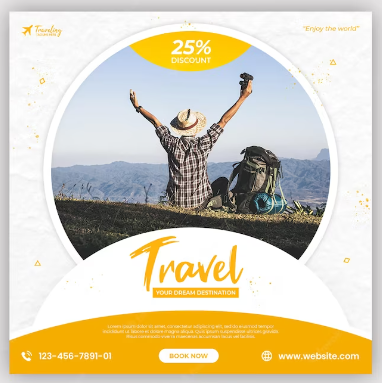 Traveling
"Enjoy the world"
25%
DISCOUNT
Travel
YOUR DREAM DESTINATION
123-456-7891-01
BOOK NOW
www.website.com